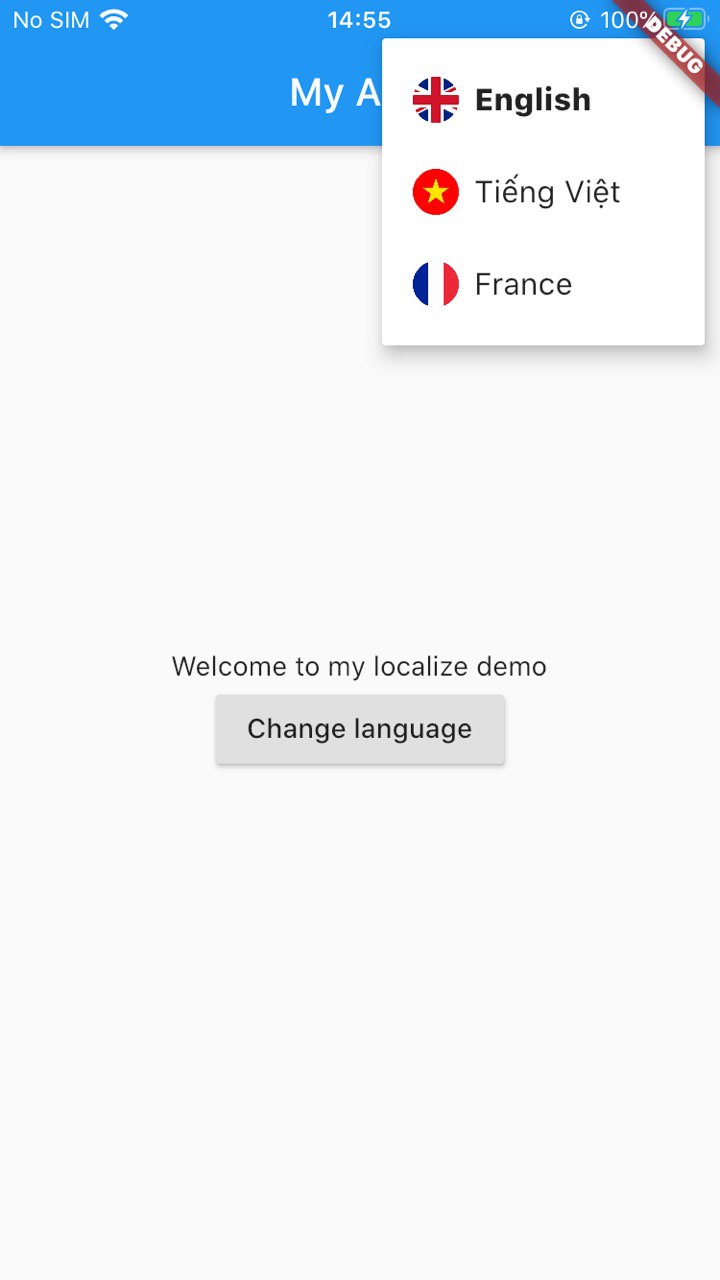 No SIM 14:55 100%
DEBUG
My A
English
Tiếng Việt
France
Welcome to my localize demo
Change language